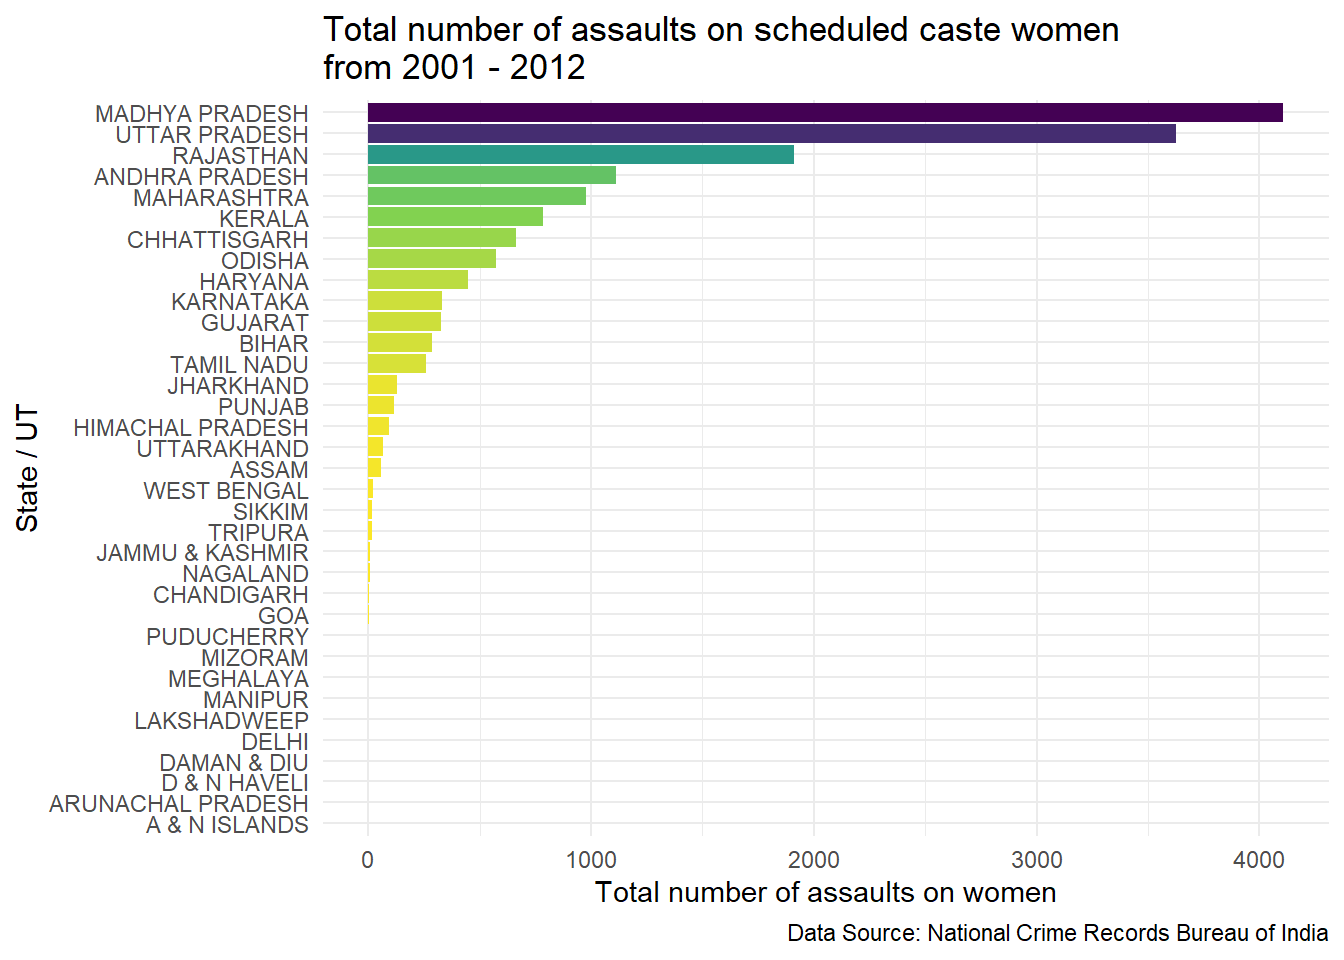 Total number of assaults on scheduled caste women
from 2001 - 2012
State / UT
MADHYA PRADESH
UTTAR PRADESH
RAJASTHAN
ANDHRA PRADESH
MAHARASHTRA
KERALA
CHHATTISGARH
ODISHA
HARYANA
KARNATAKA
GUJARAT
BIHAR
TAMIL NADU
JHARKHAND
PUNJAB
HIMACHAL PRADESH
UTTARAKHAND
ASSAM
WEST BENGAL
SIKKIM
TRIPURA
JAMMU & KASHMIR
NAGALAND
CHANDIGARH
GOA
PUDUCHERRY
MIZORAM
MEGHALAYA
MANIPUR
LAKSHADWEEP
DELHI
DAMAN & DIU
D & N HAVELI
ARUNACHAL PRADESH
A & N ISLANDS
0 1000 2000 3000 4000
Total number of assaults on women
Data Source: National Crime Records Bureau of India